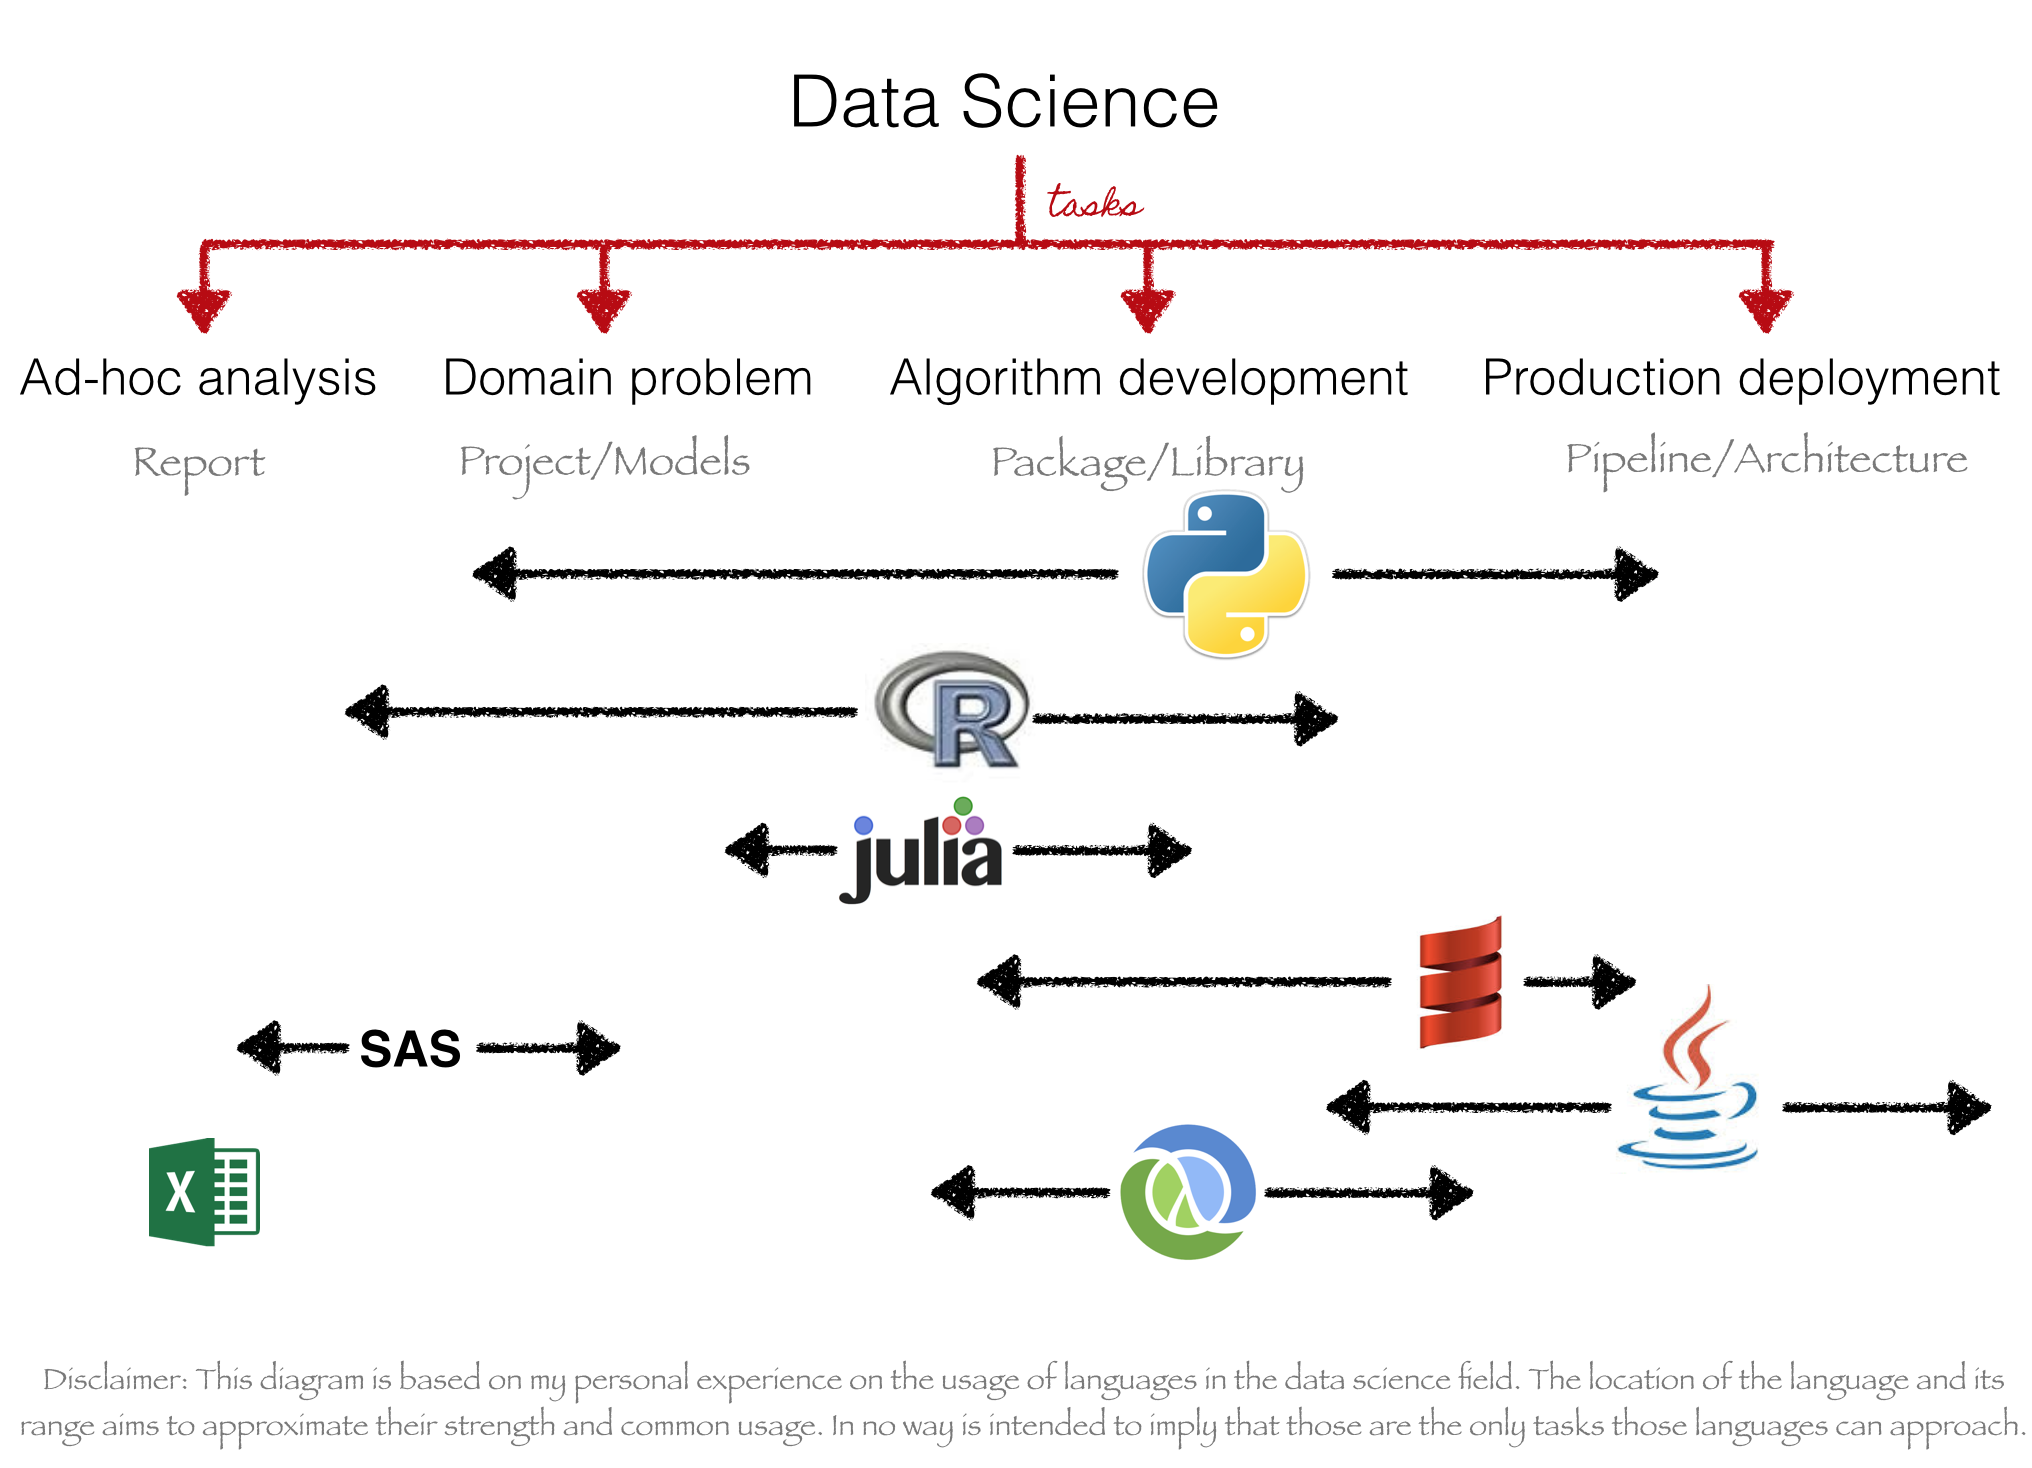 Data Science
tasks
Ad-hoc analysis
Domain problem
Algorithm development
Production deployment
Report
Project/Models
Package/Library
Pipeline/Architecture
R
julia
SAS
X
Disclaimer: This diagram is based on my personal experience on the usage of languages in the data science field. The location of the language and its
range aims to approximate their strength and common usage. In no way is intended to imply that those are the only tasks those languages can approach.